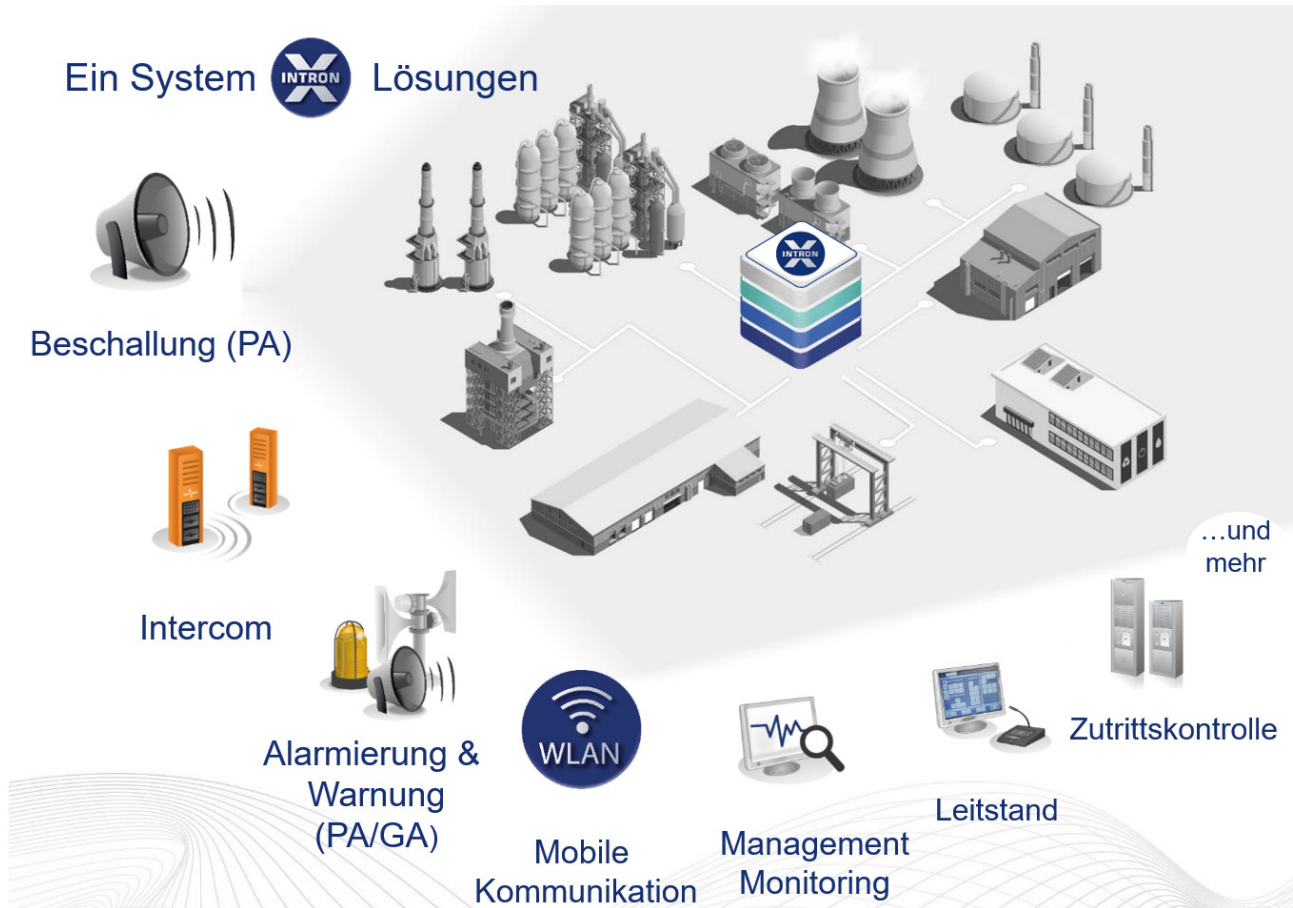 Ein System X INTRON Lösungen
Beschallung (PA)
X INTRON
Intercom
…und
mehr
Alarmierung &
Warnung
(PA/GA)
WLAN
Mobile
Kommunikation
Management
Monitoring
Leitstand
Zutrittskontrolle